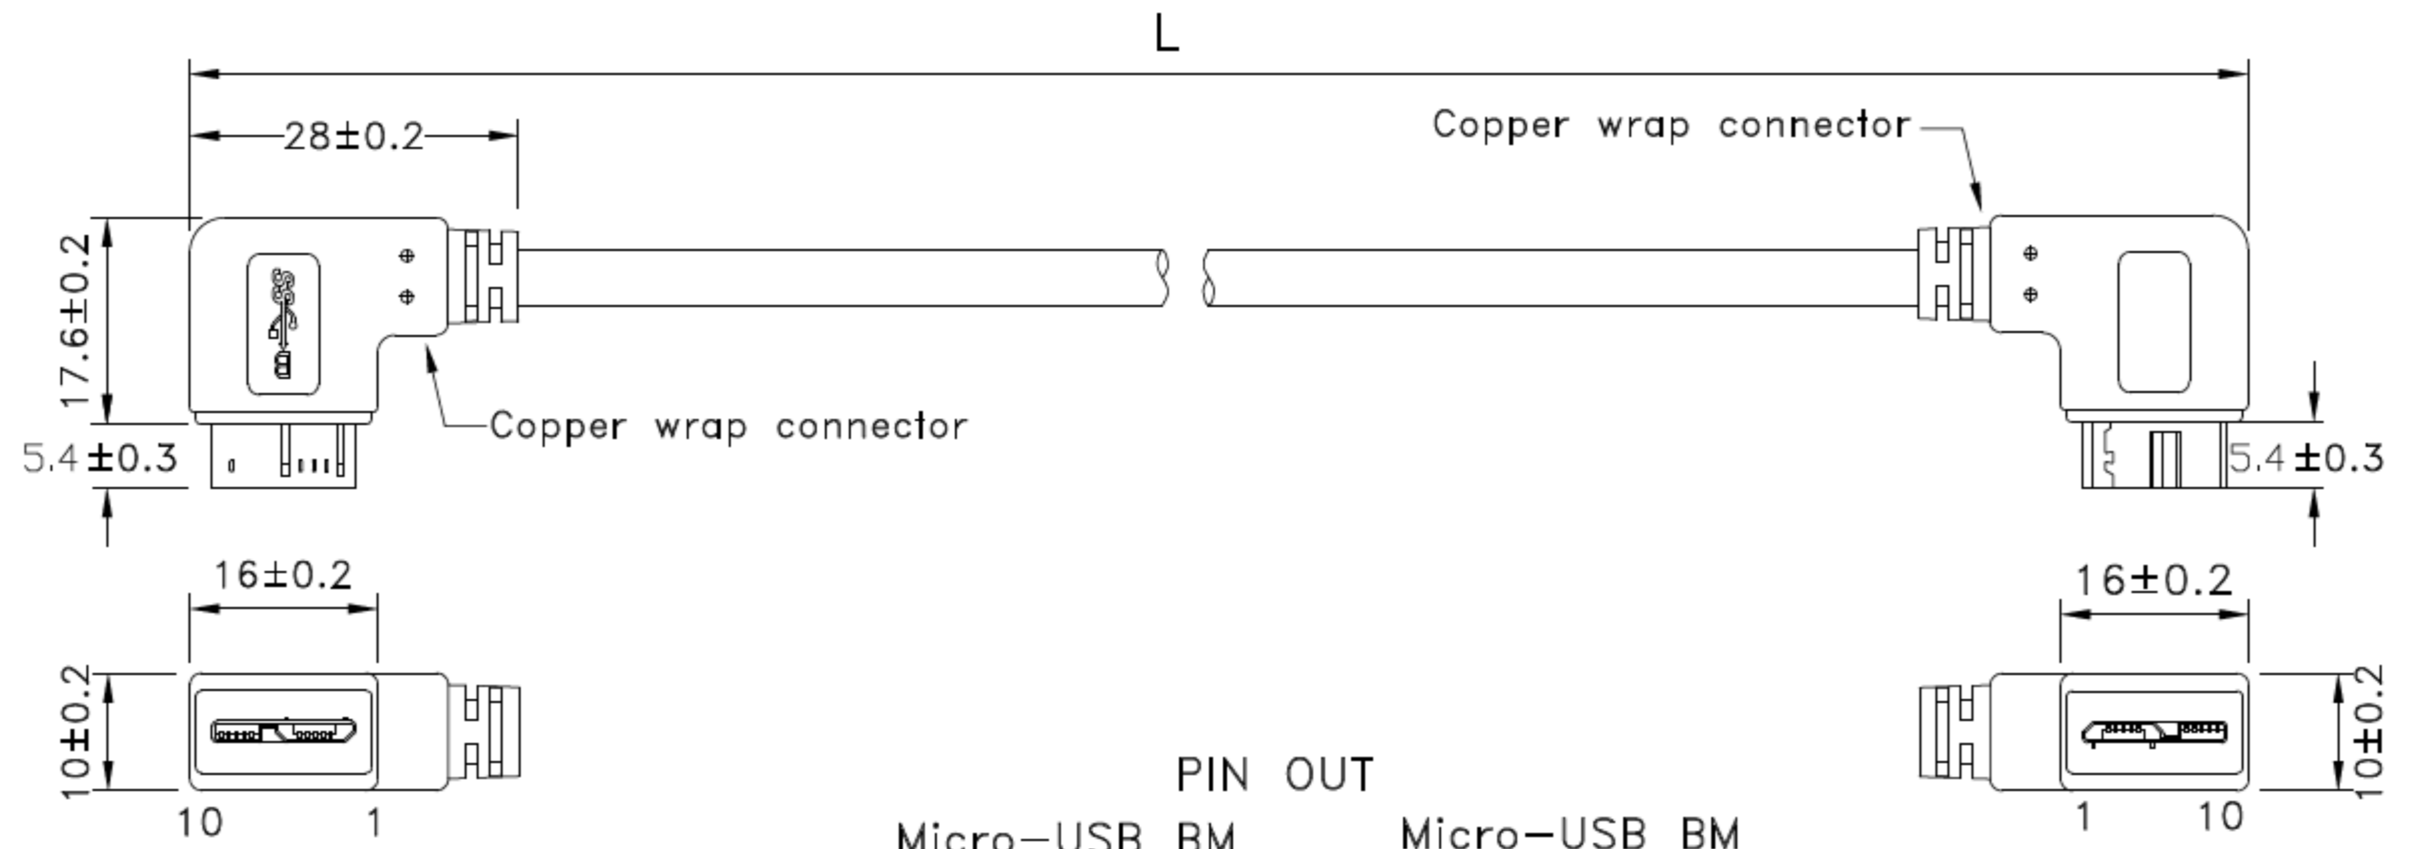 L
28±0.2
Copper wrap connector
17.6±0.2
SS
B
Copper wrap connector
5.4±0.3
5.4±0.3
16±0.2
16±0.2
10±0.2
10±0.2
PIN OUT
10 1
1 10
Micro-USB BM
Micro-USB BM